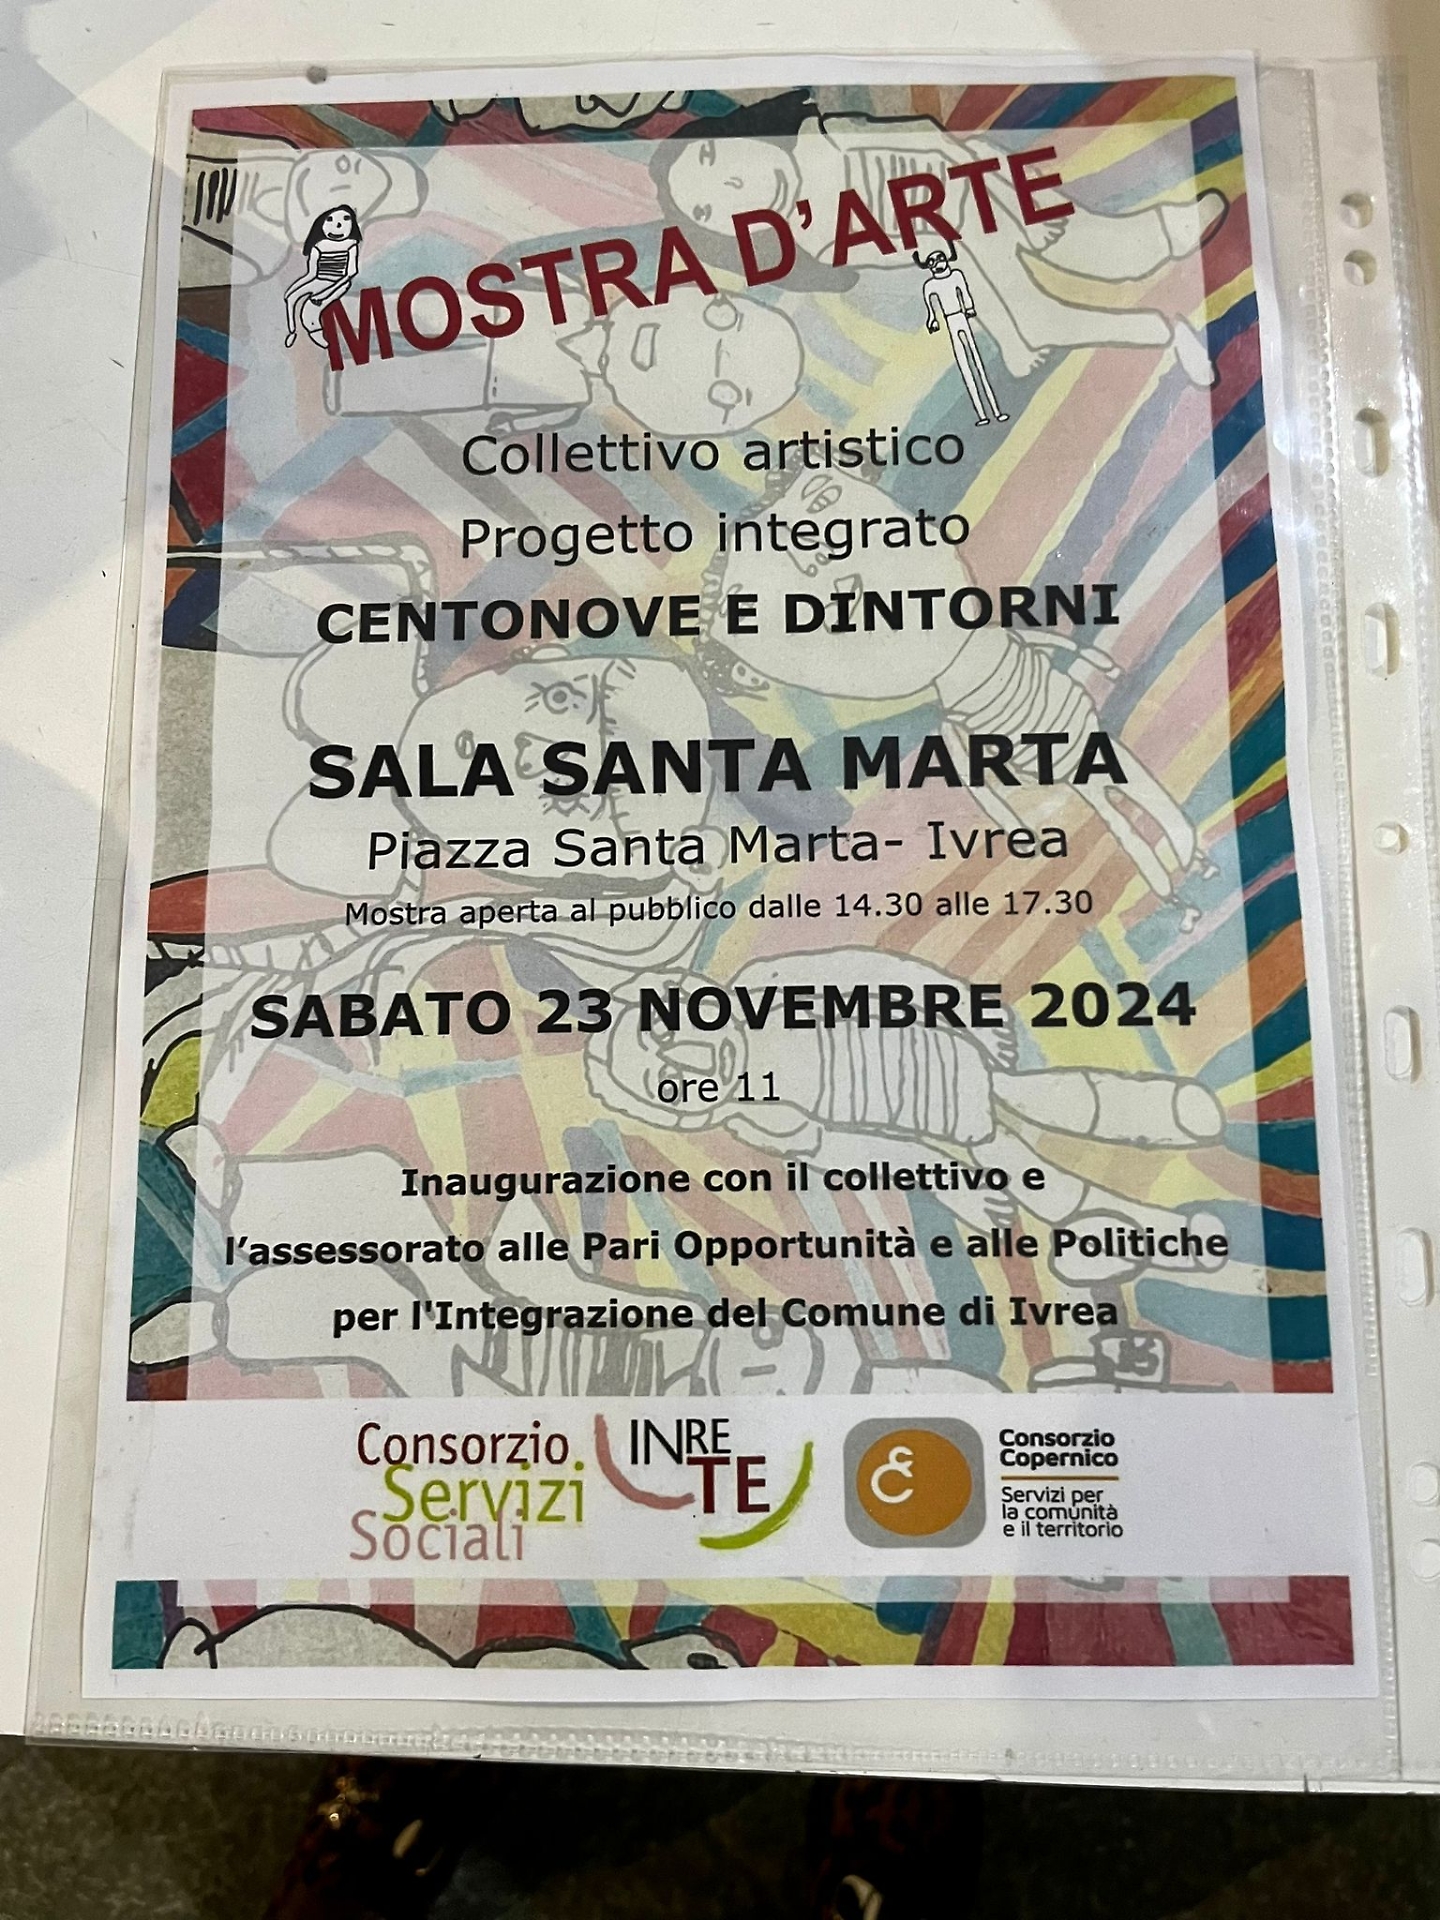 MOSTRA D'ARTE
Collettivo artistico
Progetto integrato
CENTONOVE E DINTORNI
SALA SANTA MARTA
Piazza Santa Marta- Ivrea
Mostra aperta al pubblico dalle 14.30 alle 17.30
SABATO 23 NOVEMBRE 2024
ore 11
Inaugurazione con il collettivo e
l’assessorato alle Pari Opportunità e alle Politiche
per l'Integrazione del Comune di Ivrea
Consorzio
Servizi
Sociali
INRE
TE
Consorzio
Copernico
Servizi per
la comunità
e il territorio